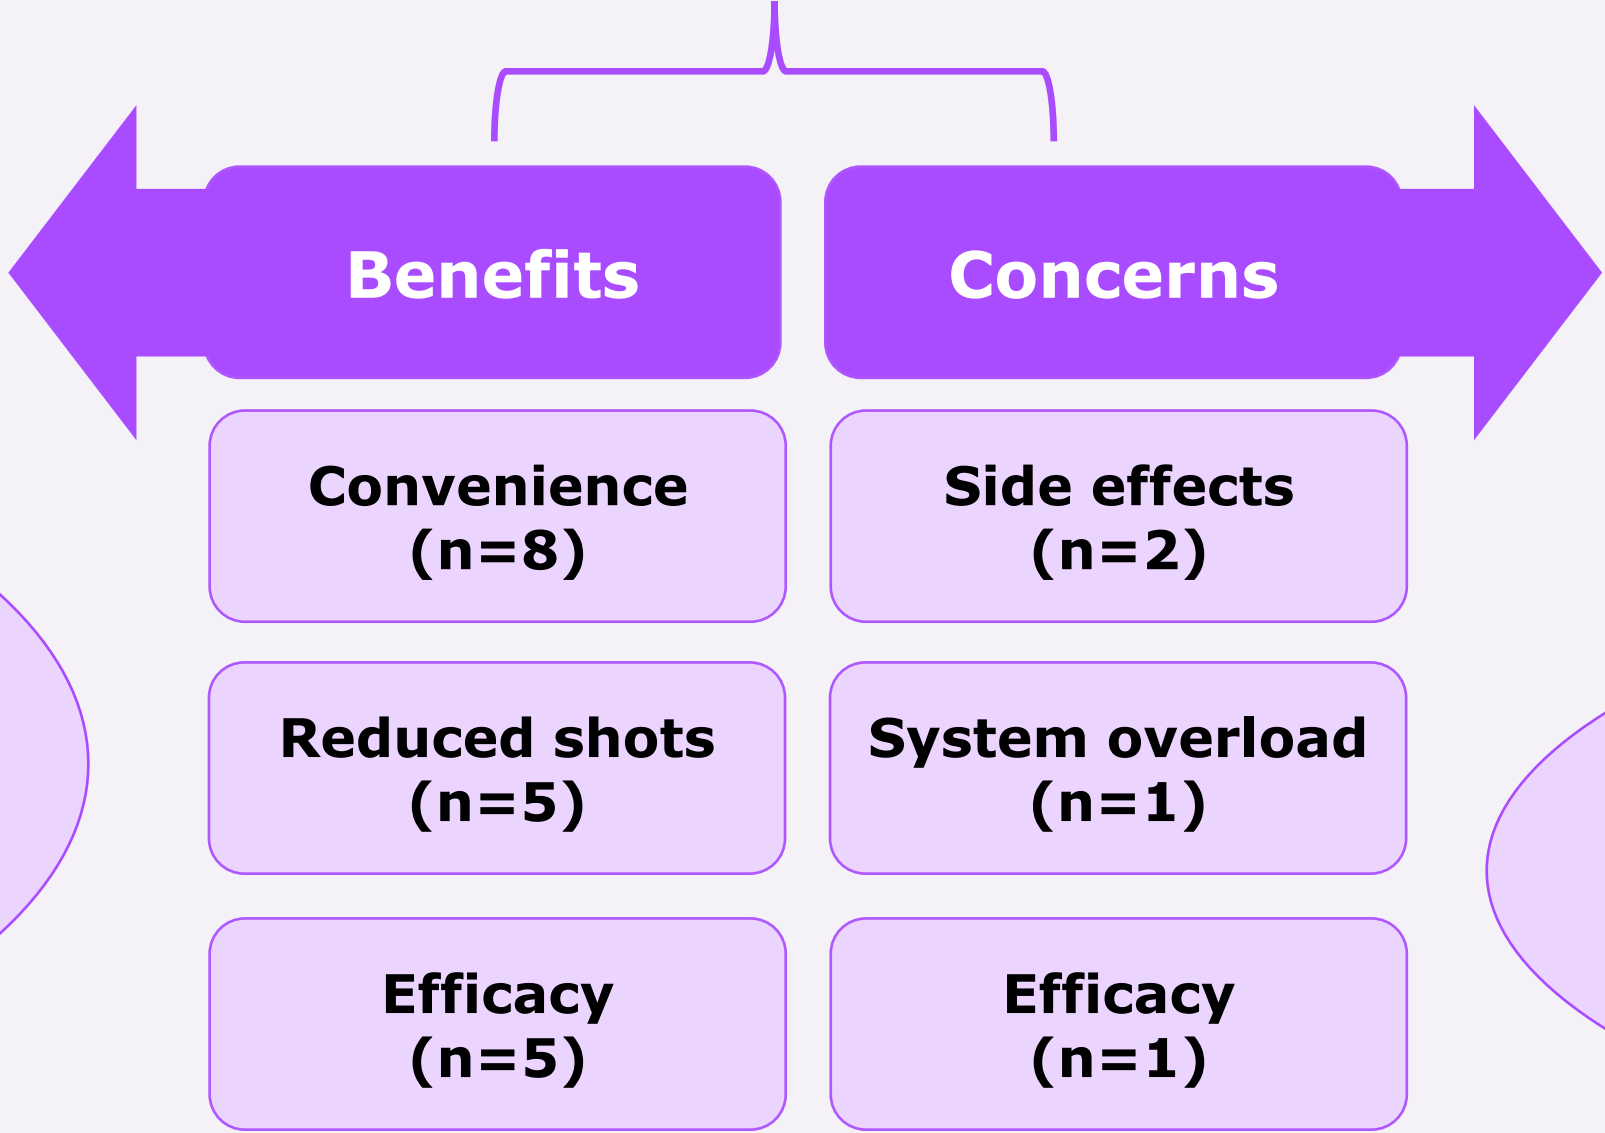 Benefits
Concerns
Convenience
(n=8)
Side effects
(n=2)
Reduced shots
(n=5)
System overload
(n=1)
Efficacy
(n=5)
Efficacy
(n=1)